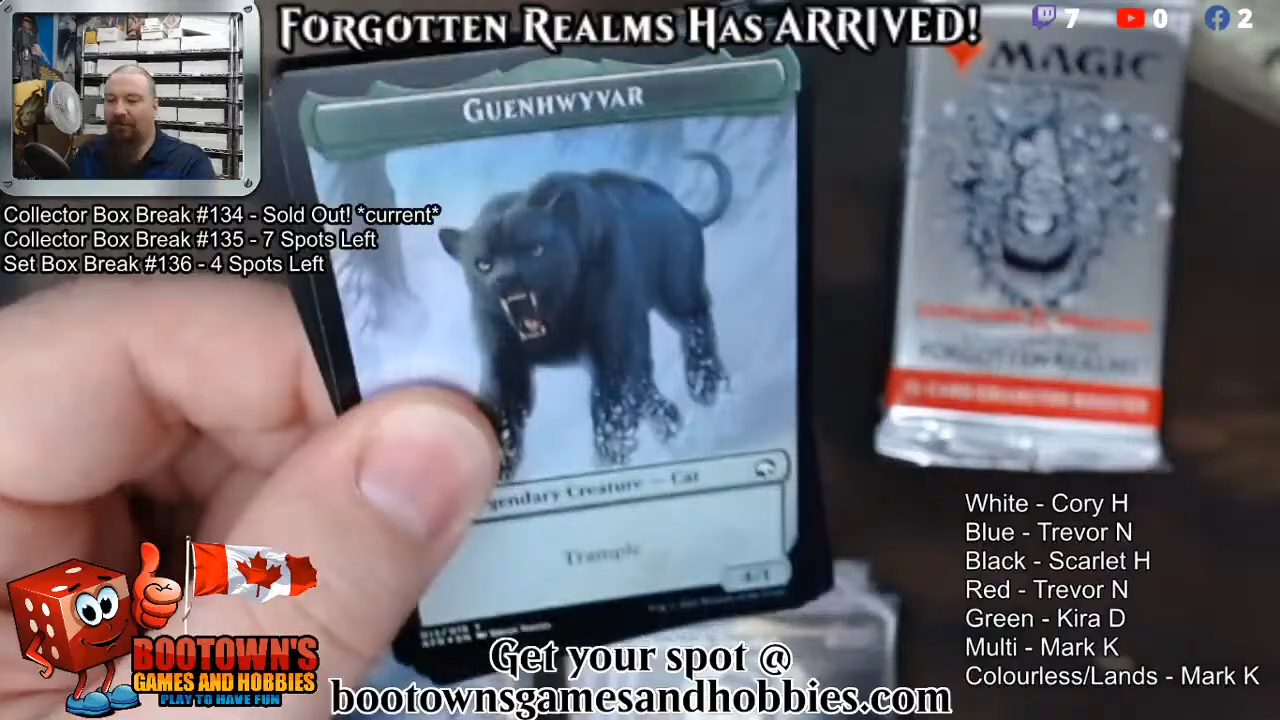 FORGOTTEN REALMS HAS ARRIVED!
7
0
2
Collector Box Break #134 - Sold Out! *current*
Collector Box Break #135 - 7 Spots Left
Set Box Break #136 - 4 Spots Left
GUENHWYVAR
gendary Creature — Cat
Trample
4/1
MAGIC
FORGOTTEN REALMS
White - Cory H
Blue - Trevor N
Black - Scarlet H
Red - Trevor N
Green - Kira D
Multi - Mark K
Colourless/Lands - Mark K
BOOTOWN'S
GAMES AND HOBBIES
PLAY TO HAVE FUN
Get your spot @
bootownsgamesandhobbies.com